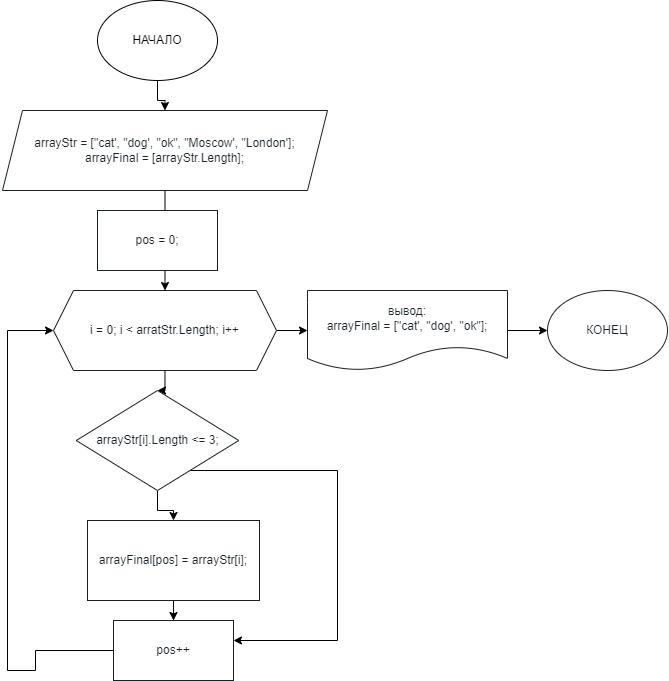 НАЧАЛО
arrayStr = ["cat', "dog', "ok", "Moscow', "London'];
arrayFinal = [arrayStr.Length];
pos = 0;
i = 0; i < arratStr.Length; i++
вывод:
arrayFinal = ["cat', "dog', "ok"];
КОНЕЦ
arrayStr[i].Length <= 3;
arrayFinal[pos] = arrayStr[i];
pos++